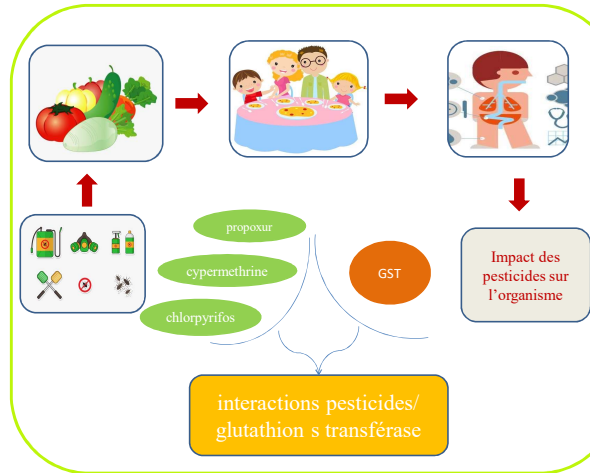 propoxur
cypermethrine
chlorpyrifos
GST
Impact des
pesticides sur
l'organisme
interactions pesticides/
glutathion s transférase